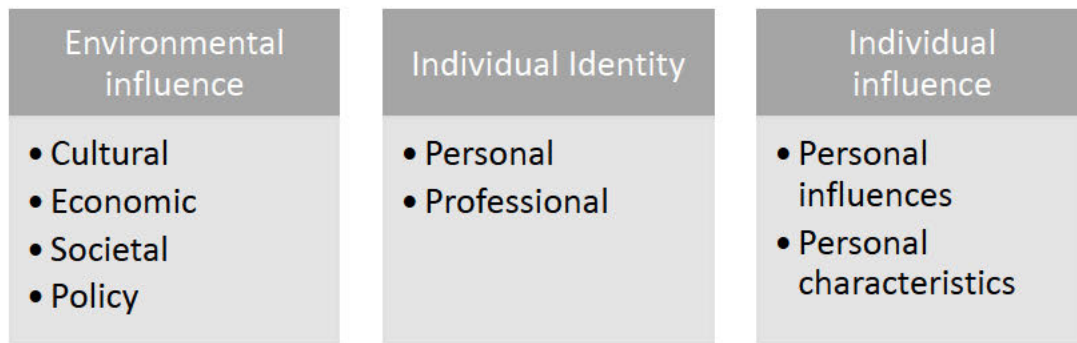 Environmental
influence
• Cultural
• Economic
• Societal
• Policy
Individual Identity
• Personal
• Professional
Individual
influence
• Personal
influences
• Personal
characteristics